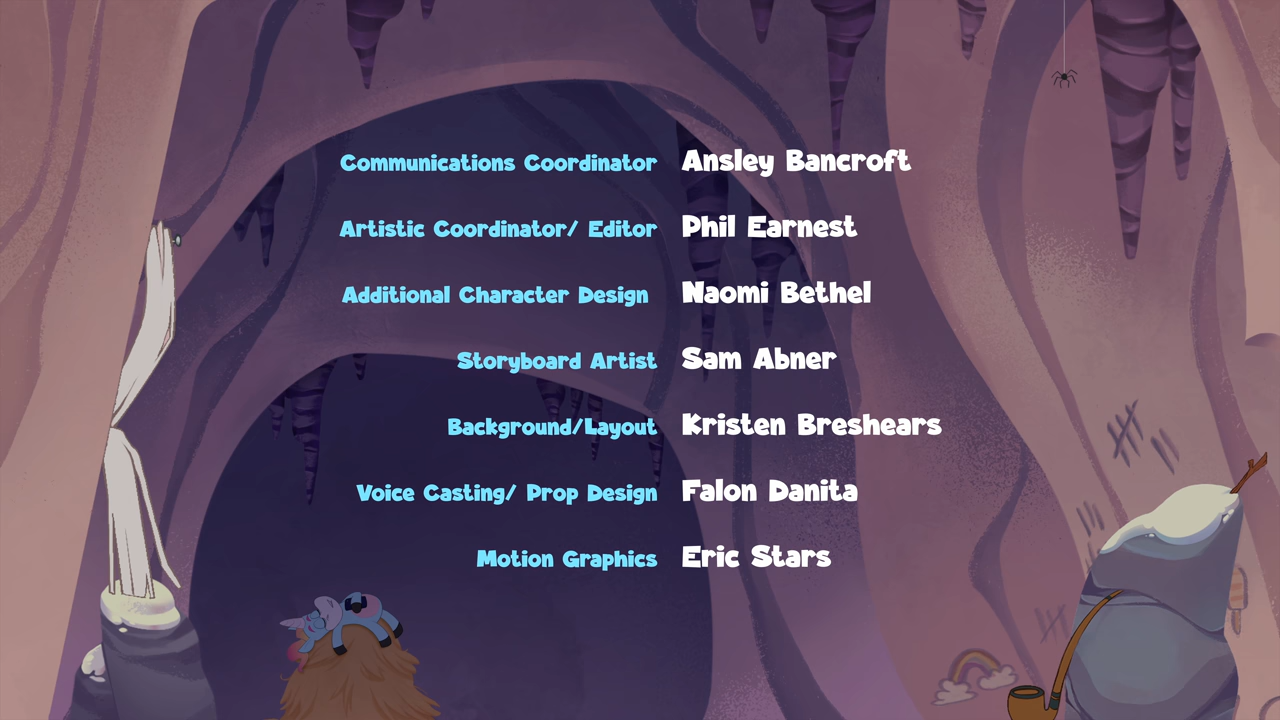 Communications Coordinator Ansley Bancroft
Artistic Coordinator/ Editor Phil Earnest
Additional Character Design Naomi Bethel
Storyboard Artist Sam Abner
Background/Layout Kristen Breshears
Voice Casting/ Prop Design Falon Danita
Motion Graphics Eric Stars